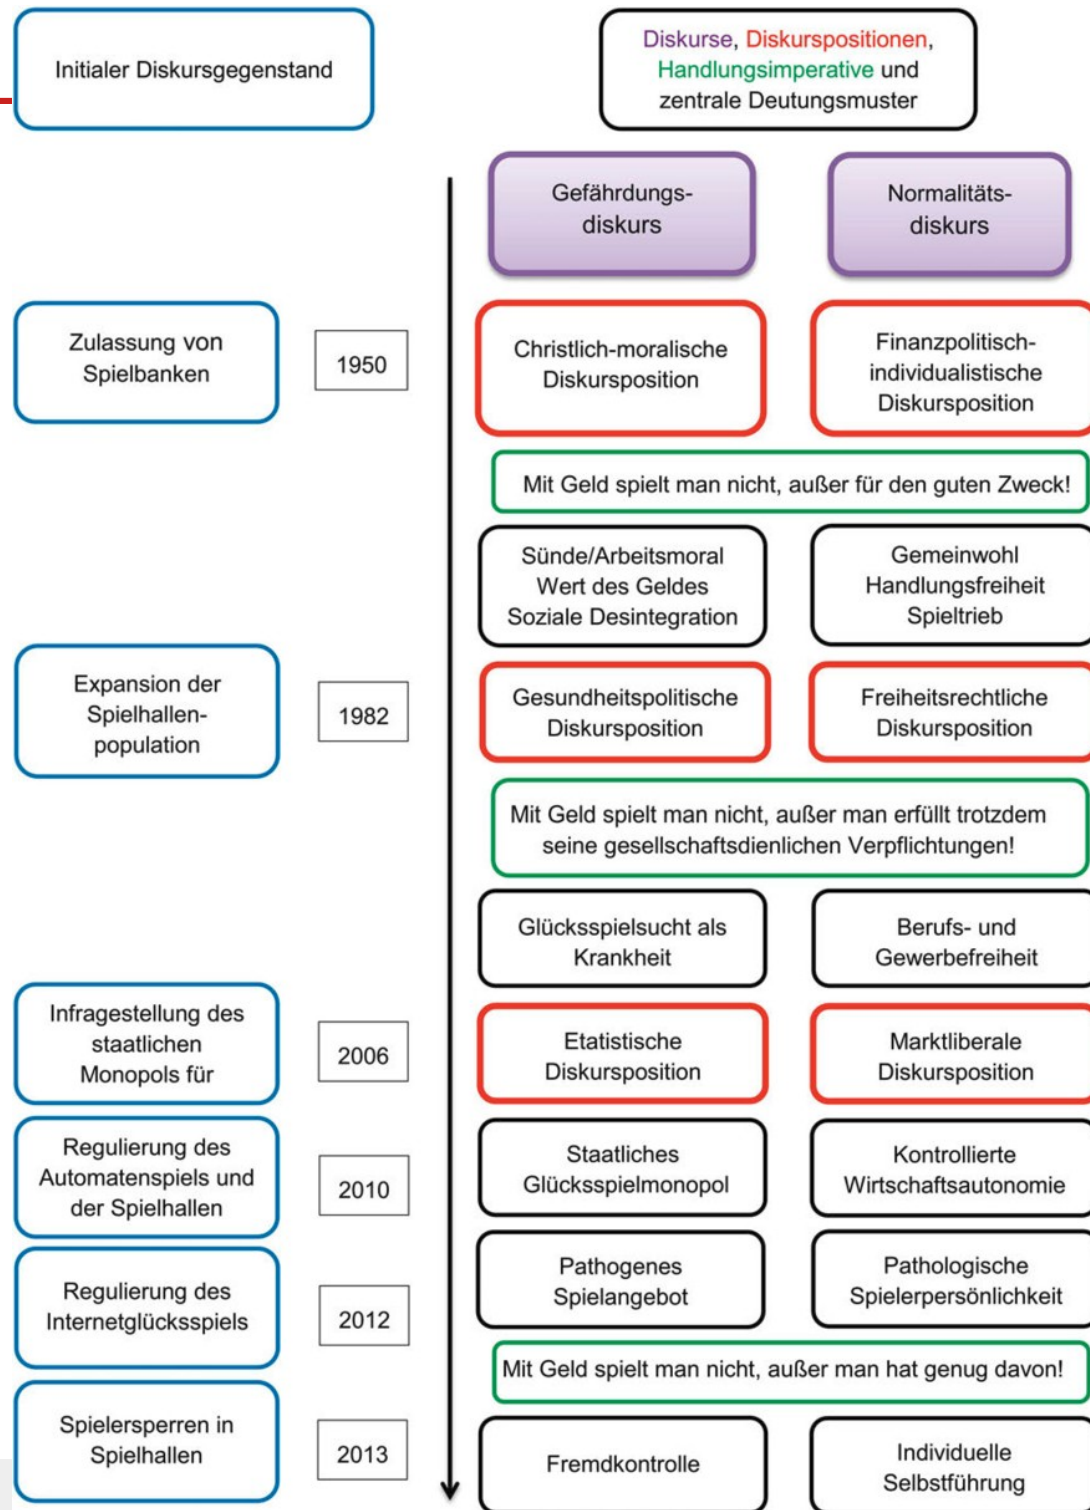 Initialer Diskursgegenstand
Diskurse, Diskurspositionen,
Handlungsimperative und
zentrale Deutungsmuster
Gefährdungs-
diskurs
Normalitäts-
diskurs
Zulassung von
Spielbanken
1950
Christlich-moralische
Diskursposition
Finanzpolitisch-
individualistische
Diskursposition
Mit Geld spielt man nicht, außer für den guten Zweck!
Sünde/Arbeitsmoral
Wert des Geldes
Soziale Desintegration
Gemeinwohl
Handlungsfreiheit
Spieltrieb
Expansion der
Spielhallen-
population
1982
Gesundheitspolitische
Diskursposition
Freiheitsrechtliche
Diskursposition
Mit Geld spielt man nicht, außer man erfüllt trotzdem
seine gesellschaftsdienlichen Verpflichtungen!
Glücksspielsucht als
Krankheit
Berufs- und
Gewerbefreiheit
Infragestellung des
staatlichen
Monopols für
2006
Etatistische
Diskursposition
Marktliberale
Diskursposition
Regulierung des
Automatenspiels und
der Spielhallen
2010
Staatliches
Glücksspielmonopol
Kontrollierte
Wirtschaftsautonomie
Regulierung des
Internetglücksspiels
2012
Pathogenes
Spielangebot
Pathologische
Spielerpersönlichkeit
Mit Geld spielt man nicht, außer man hat genug davon!
Spielersperren in
Spielhallen
2013
Fremdkontrolle
Individuelle
Selbstführung